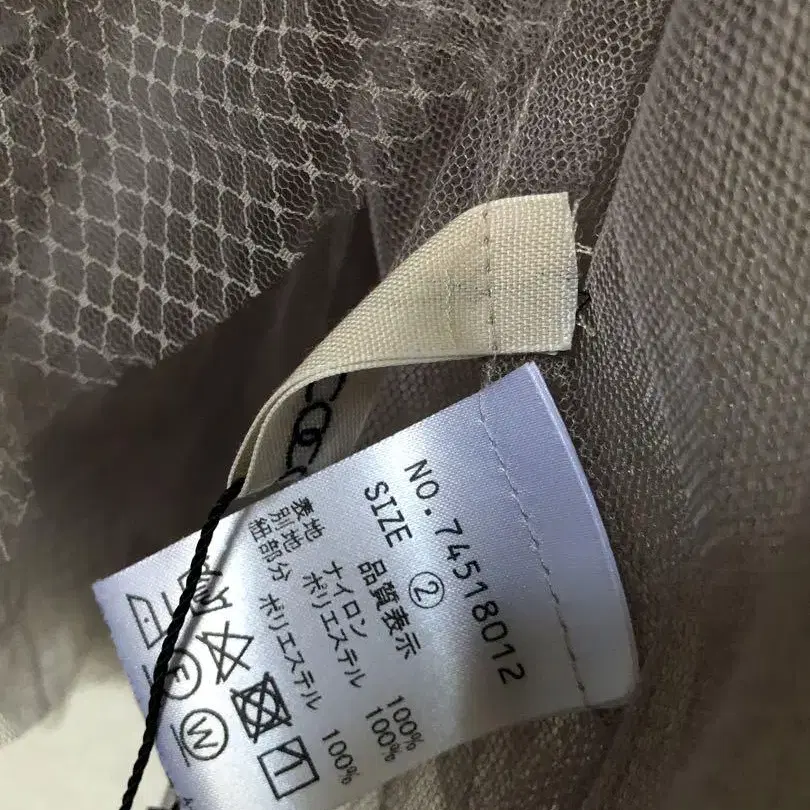 NO.74518012
SIZE ②
品質表示
表地 ナイロン 100%
別地 ポリエステル 100%
細部分 ポリエステル 100%
F
W